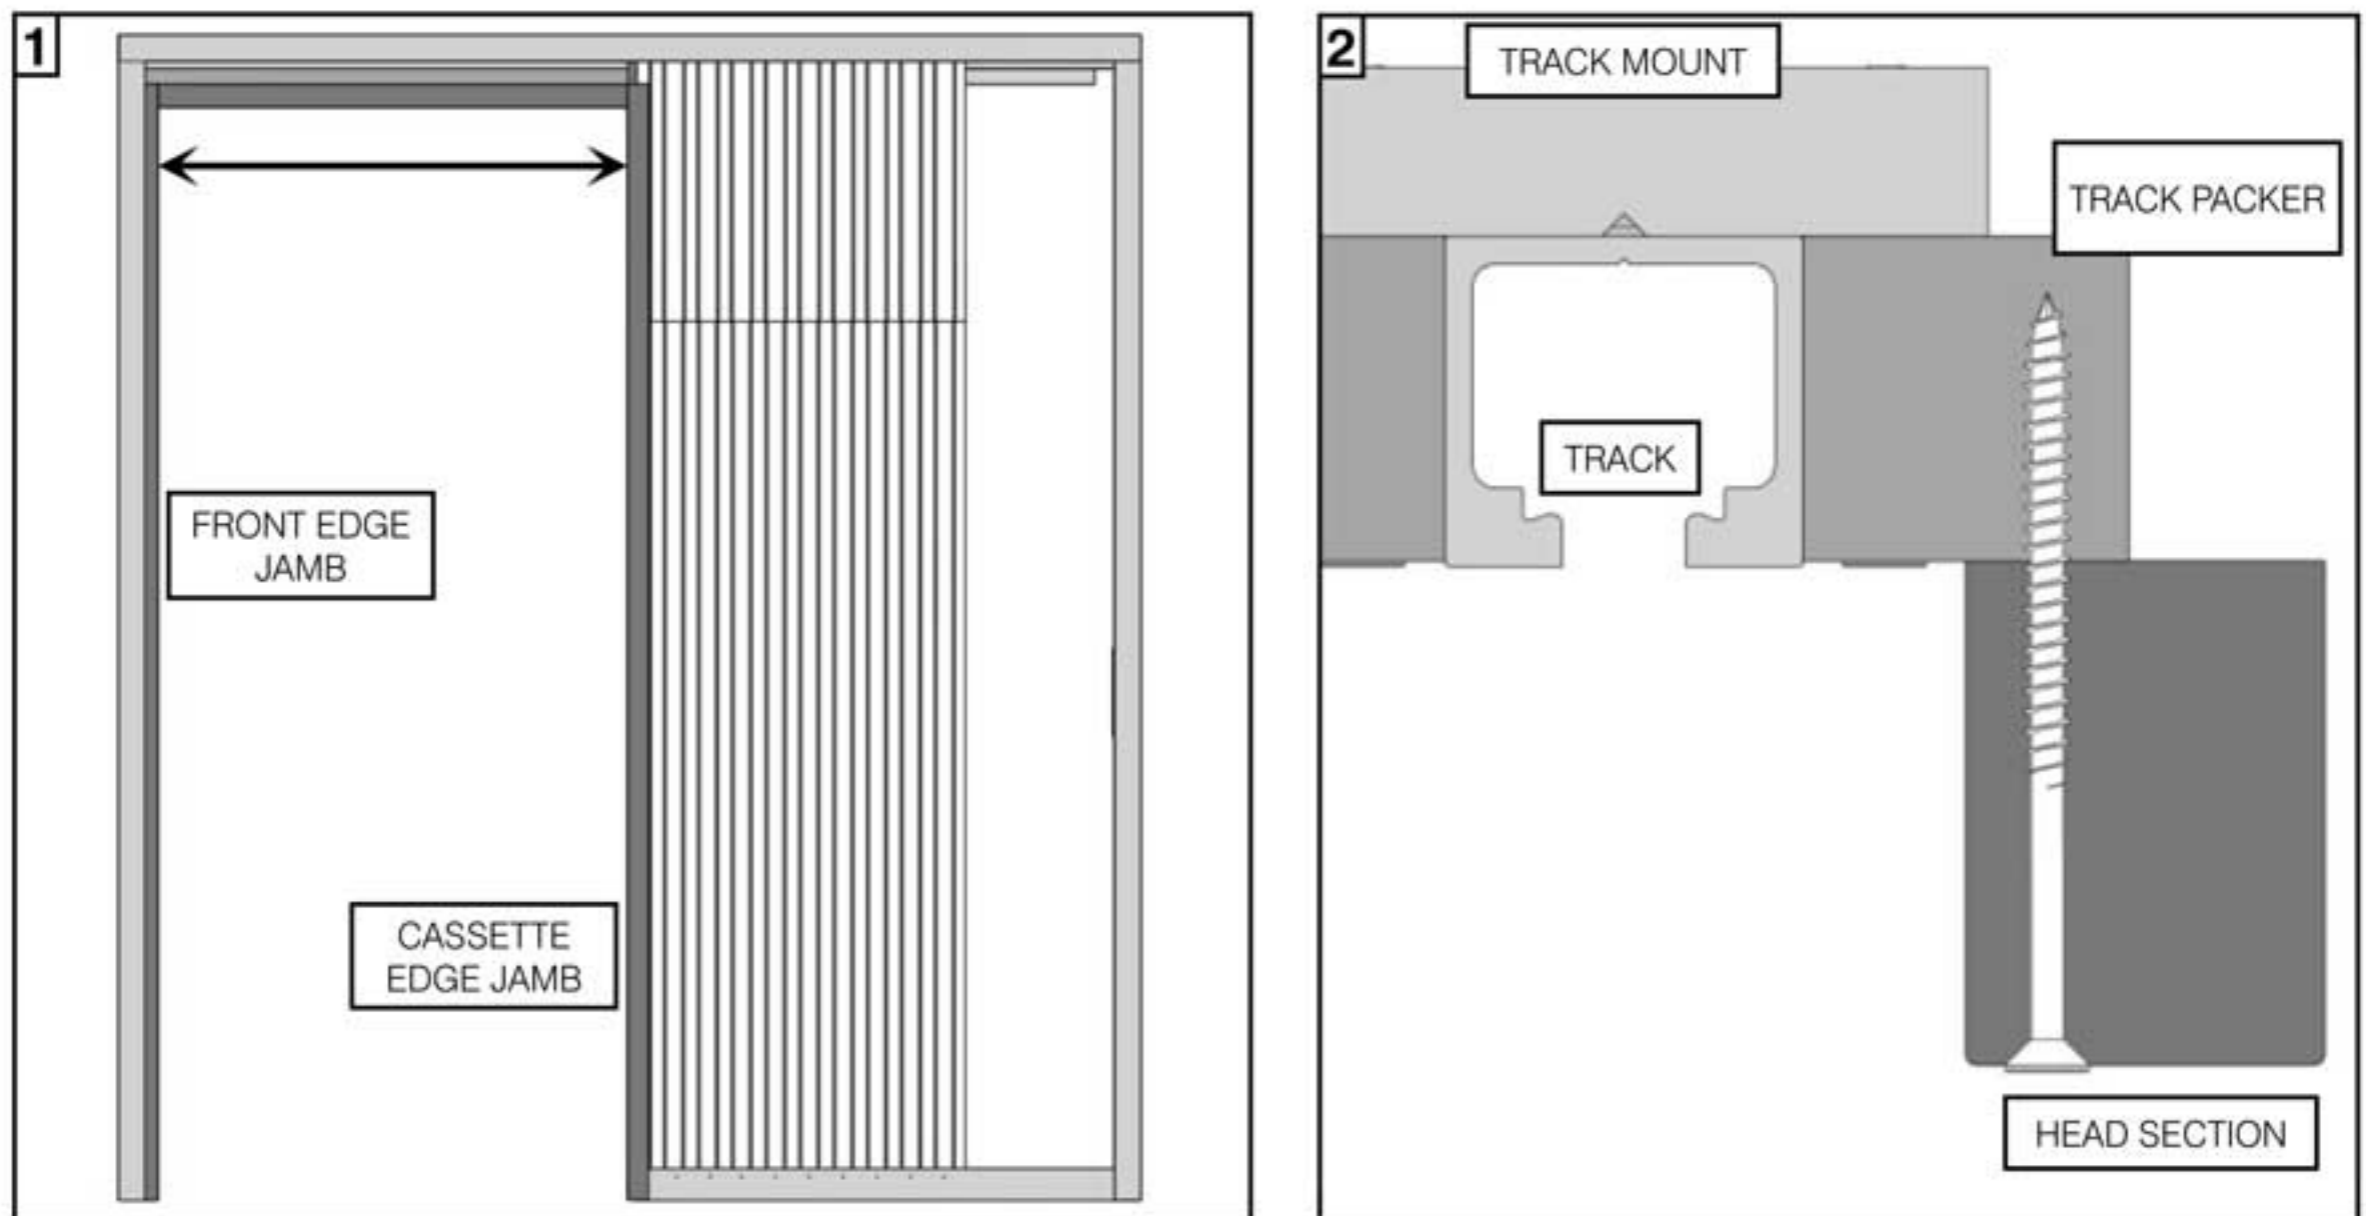 1
FRONT EDGE
JAMB
CASSETTE
EDGE JAMB
2
TRACK MOUNT
TRACK PACKER
TRACK
HEAD SECTION